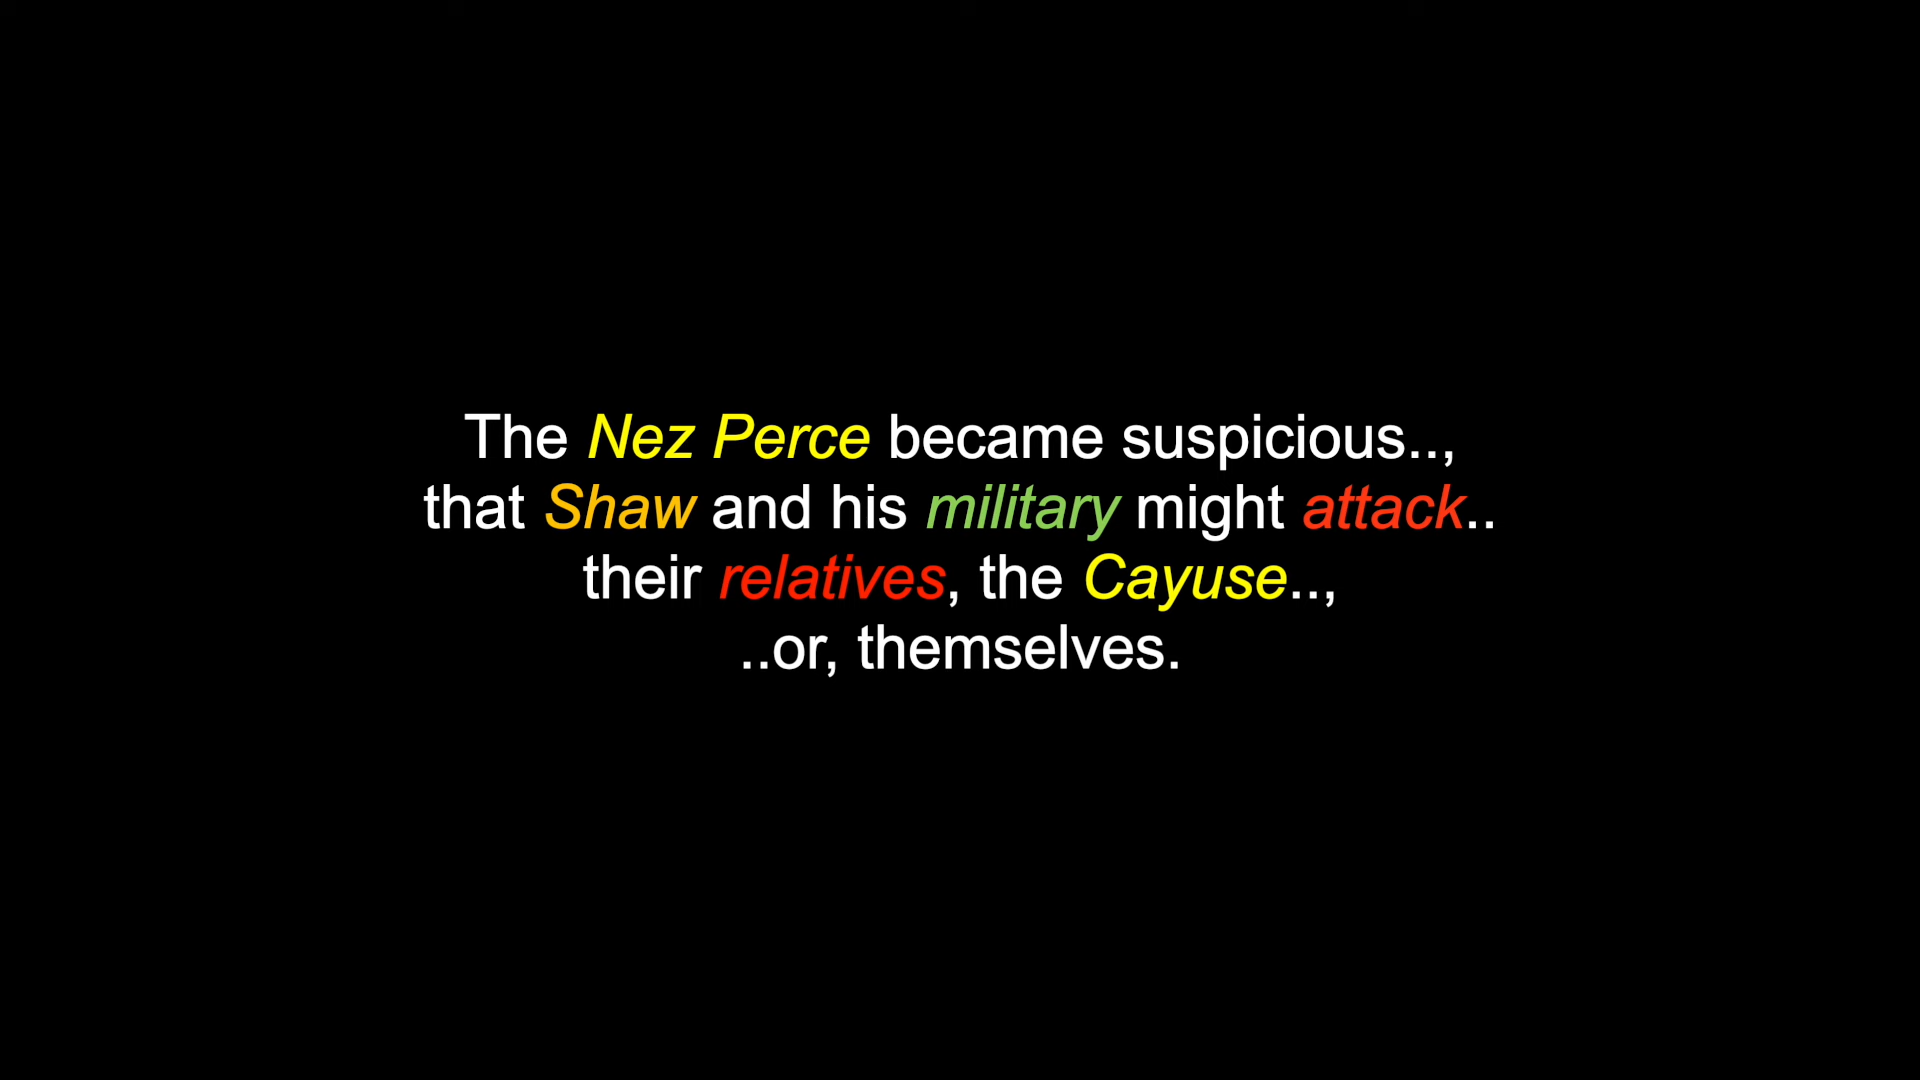 The Nez Perce became suspicious..,
that Shaw and his military might attack..
their relatives, the Cayuse..,
..or, themselves.